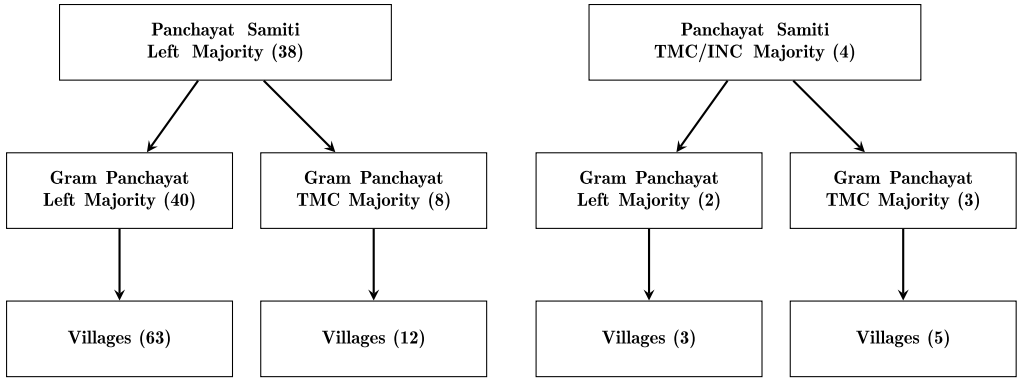 Panchayat Samiti
Left Majority (38)
Panchayat Samiti
TMC/INC Majority (4)
Gram Panchayat
Left Majority (40)
Gram Panchayat
TMC Majority (8)
Gram Panchayat
Left Majority (2)
Gram Panchayat
TMC Majority (3)
Villages (63)
Villages (12)
Villages (3)
Villages (5)